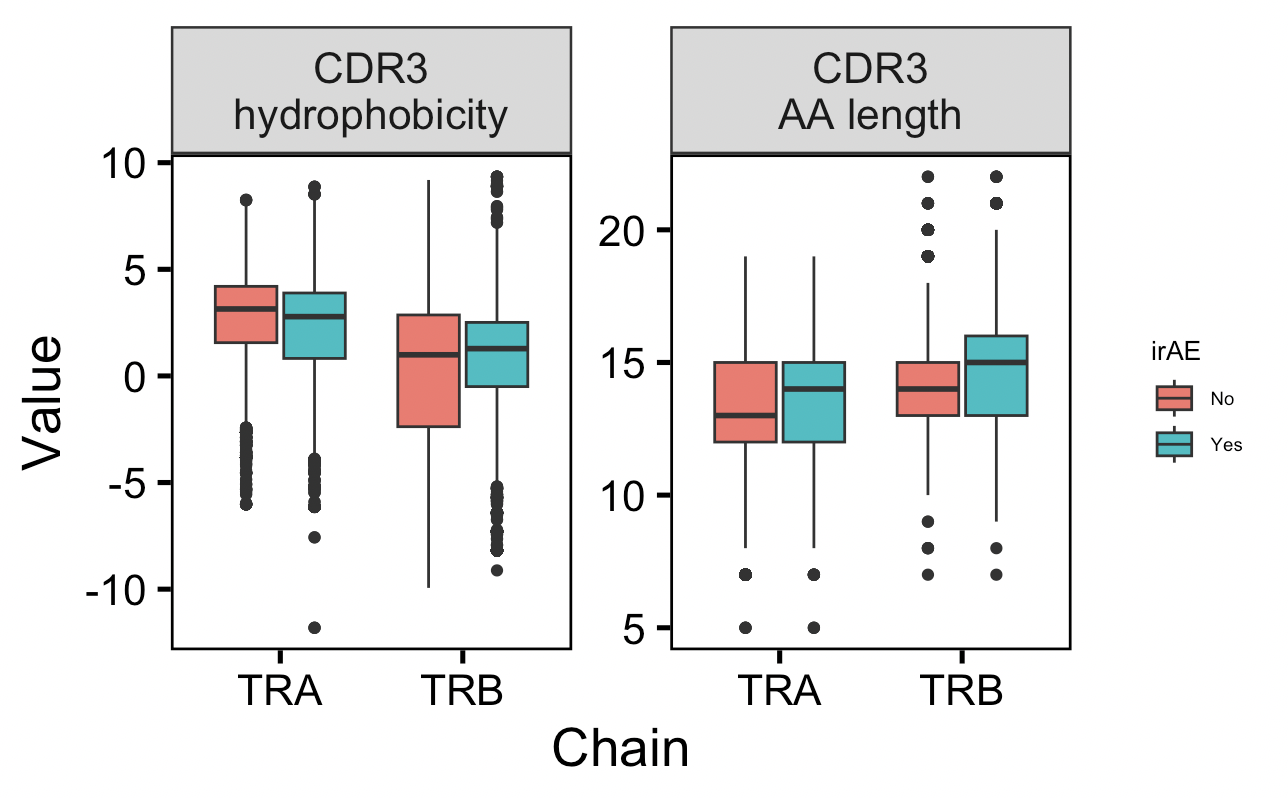 CDR3
hydrophobicity
CDR3
AA length
Value
10
5
0
-5
-10
20
15
10
5
TRA
TRB
TRA
TRB
Chain
irAE
No
Yes